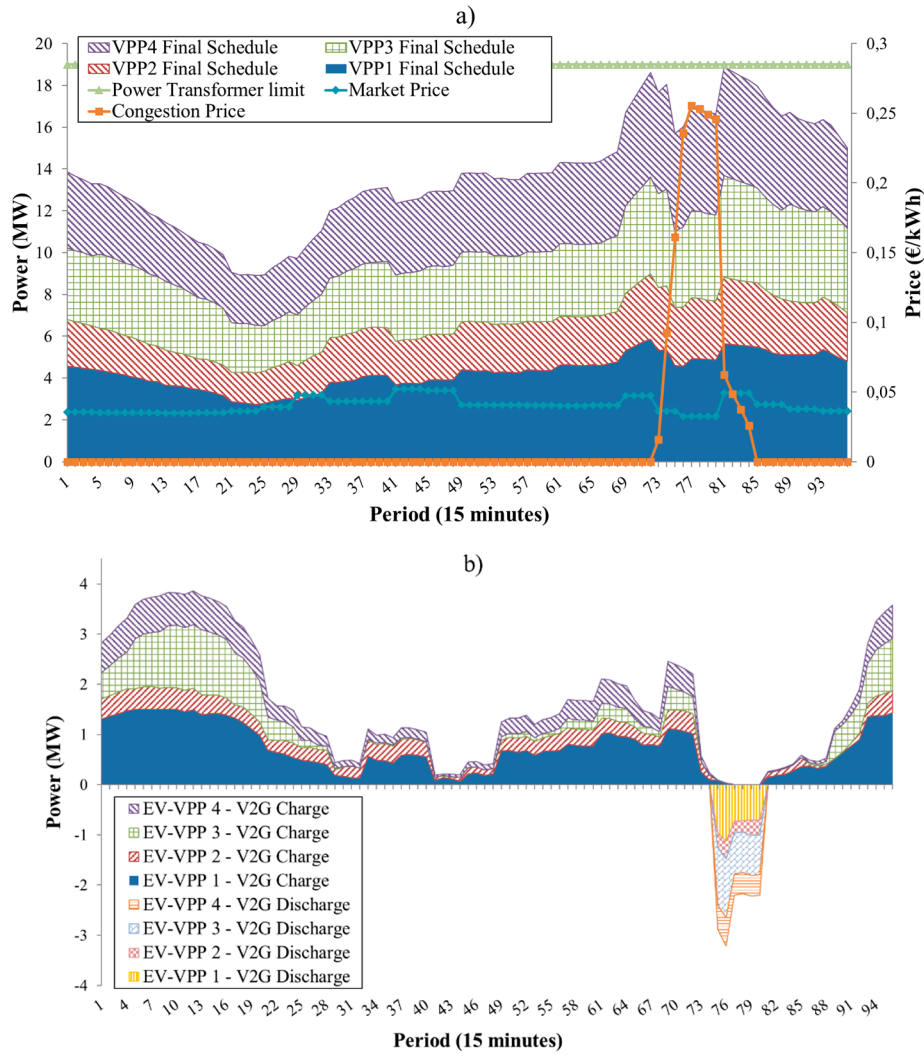 a)
20
18
16
14
12
10
8
6
4
2
0
Power (MW)
VPP4 Final Schedule
VPP3 Final Schedule
VPP2 Final Schedule
VPP1 Final Schedule
Power Transformer limit
Market Price
Congestion Price
0,3
0,25
0,2
0,15
0,1
0,05
0
Price (€/kWh)
1 5 9 13 17 21 25 29 33 37 41 45 49 53 57 61 65 69 73 77 81 85 89 93
Period (15 minutes)
b)
4
3
2
1
0
-1
-2
-3
-4
Power (MW)
EV-VPP 4 - V2G Charge
EV-VPP 3 - V2G Charge
EV-VPP 2 - V2G Charge
EV-VPP 1 - V2G Charge
EV-VPP 4 - V2G Discharge
EV-VPP 3 - V2G Discharge
EV-VPP 2 - V2G Discharge
EV-VPP 1 - V2G Discharge
1 4 7 10 13 16 19 22 25 28 31 34 37 40 43 46 49 52 55 58 61 64 67 70 73 76 79 82 85 88 91 94
Period (15 minutes)